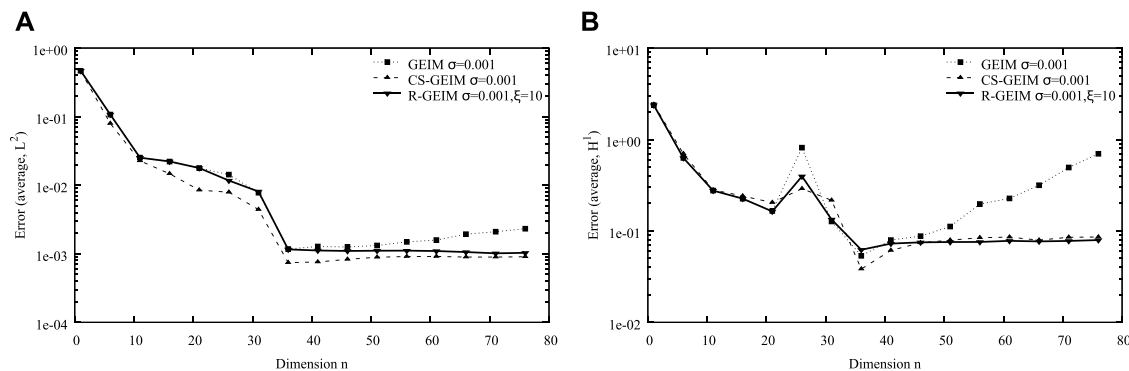 A
1e+00
1e-01
1e-02
1e-03
1e-04
Error (average, L²)
0 10 20 30 40 50 60 70 80
Dimension n
GEIM σ=0.001
CS-GEIM σ=0.001
R-GEIM σ=0.001,ξ=10
B
1e+01
1e+00
1e-01
1e-02
Error (average, H¹)
0 10 20 30 40 50 60 70 80
Dimension n
GEIM σ=0.001
CS-GEIM σ=0.001
R-GEIM σ=0.001,ξ=10